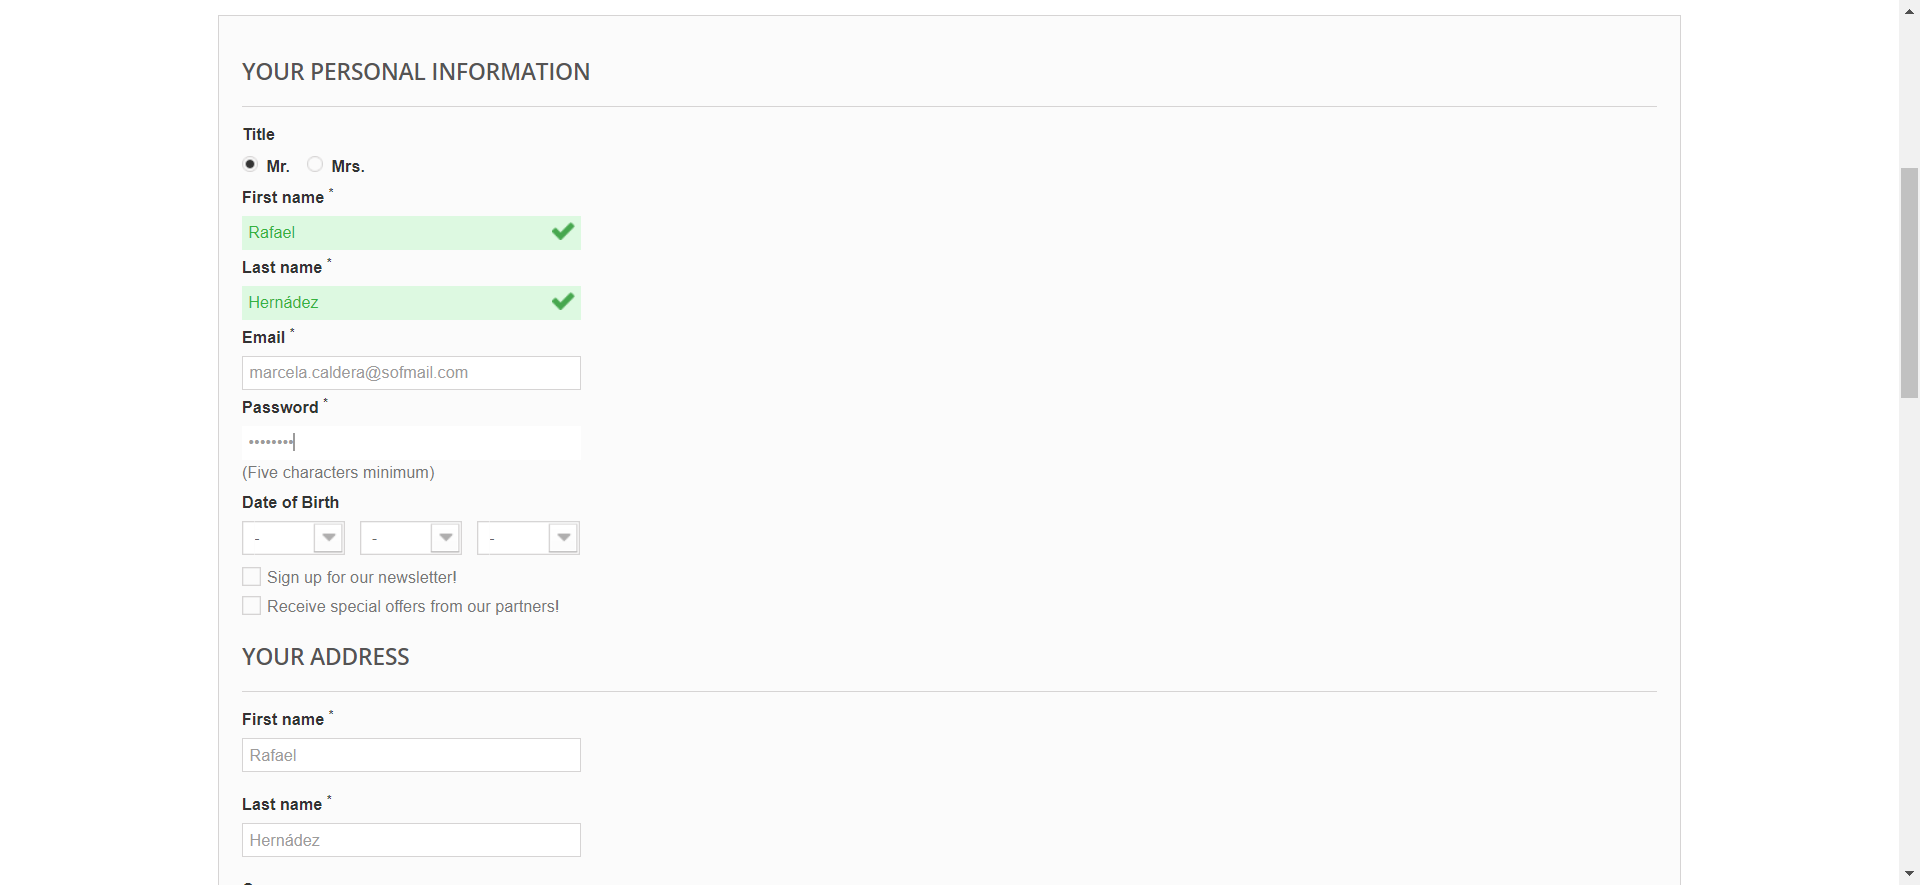 YOUR PERSONAL INFORMATION
Title
Mr. Mrs.
First name *
Rafael
Last name *
Hernádez
Email *
marcela.caldera@sofmail.com
Password *
••••••••
(Five characters minimum)
Date of Birth
- - -
Sign up for our newsletter!
Receive special offers from our partners!
YOUR ADDRESS
First name *
Rafael
Last name *
Hernádez